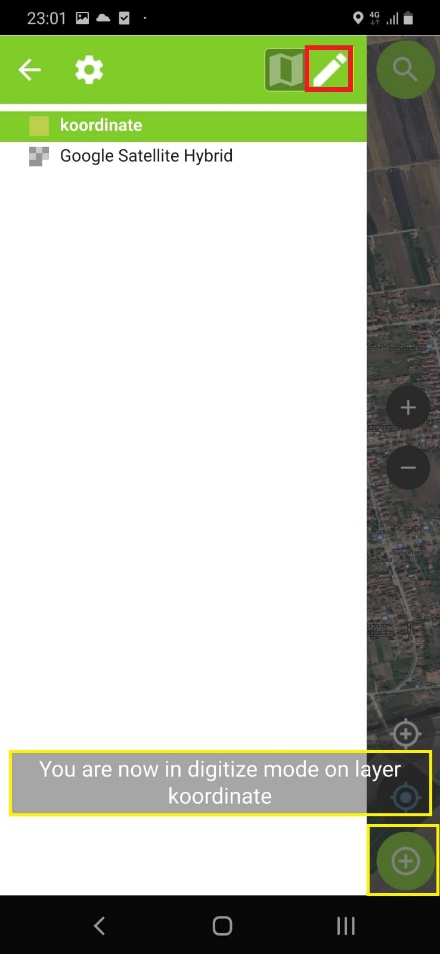 23:01
4G
koordinate
Google Satellite Hybrid
You are now in digitize mode on layer
koordinate